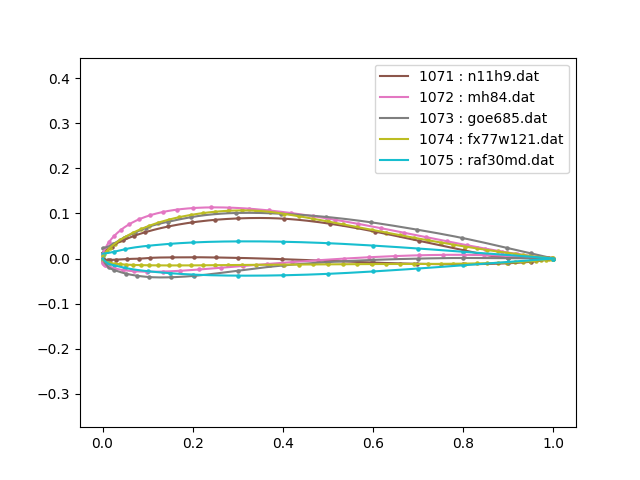 1071 : n11h9.dat
1072 : mh84.dat
1073 : goe685.dat
1074 : fx77w121.dat
1075 : raf30md.dat
0.4
0.3
0.2
0.1
0.0
−0.1
−0.2
−0.3
0.0 0.2 0.4 0.6 0.8 1.0